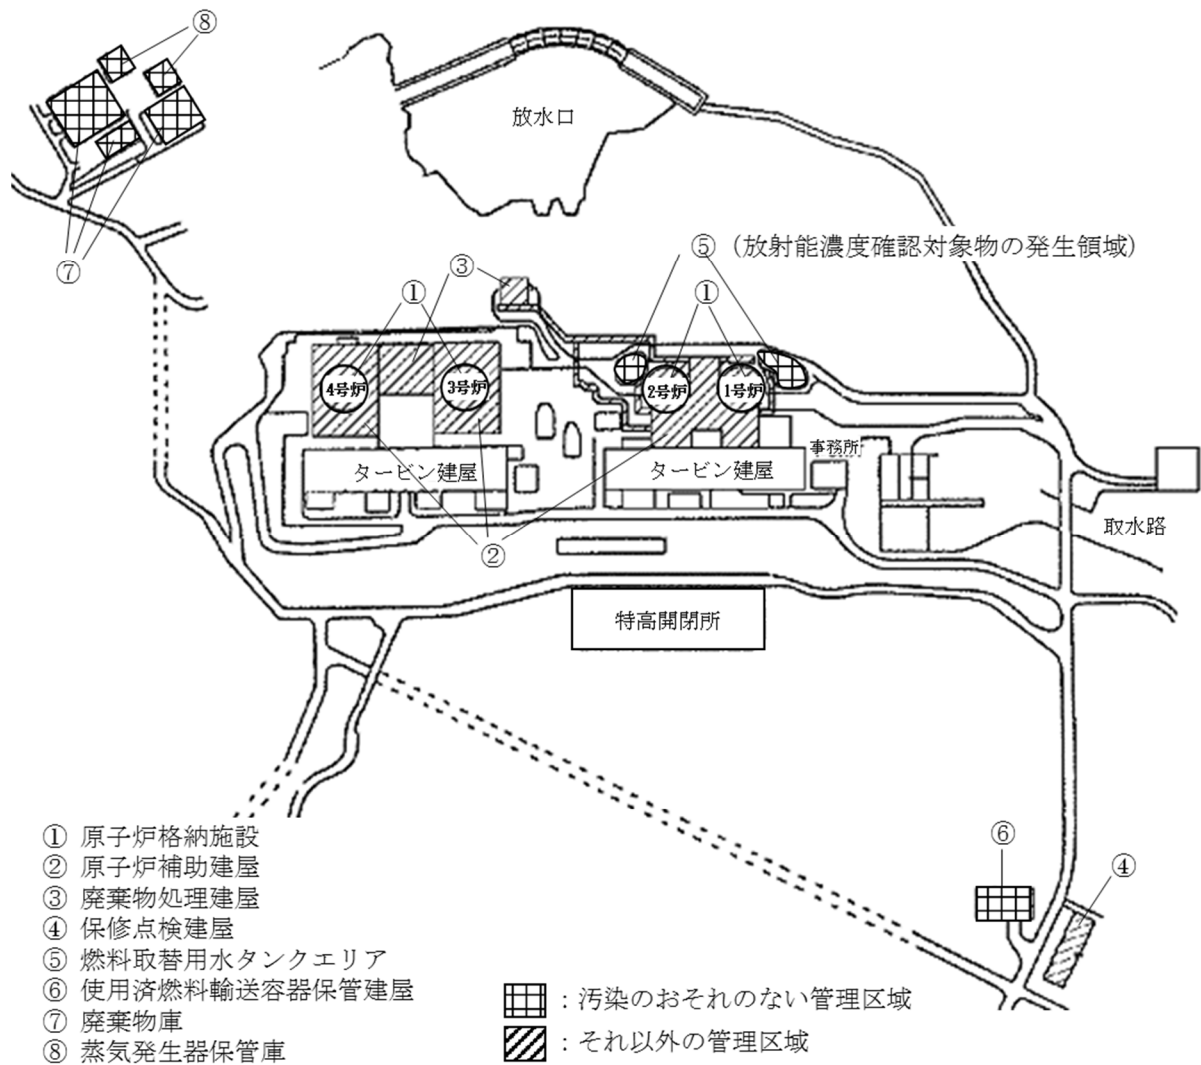 ⑧
放水口
⑤ (放射能濃度確認対象物の発生領域)
⑦
③
①
①
4号炉
3号炉
2号炉
1号炉
事務所
タービン建屋
タービン建屋
取水路
②
特高開閉所
⑥
④
① 原子炉格納施設
② 原子炉補助建屋
③ 廃棄物処理建屋
④ 保修点検建屋
⑤ 燃料取替用水タンクエリア
⑥ 使用済燃料輸送容器保管建屋
⑦ 廃棄物庫
⑧ 蒸気発生器保管庫
：汚染のおそれのない管理区域
：それ以外の管理区域